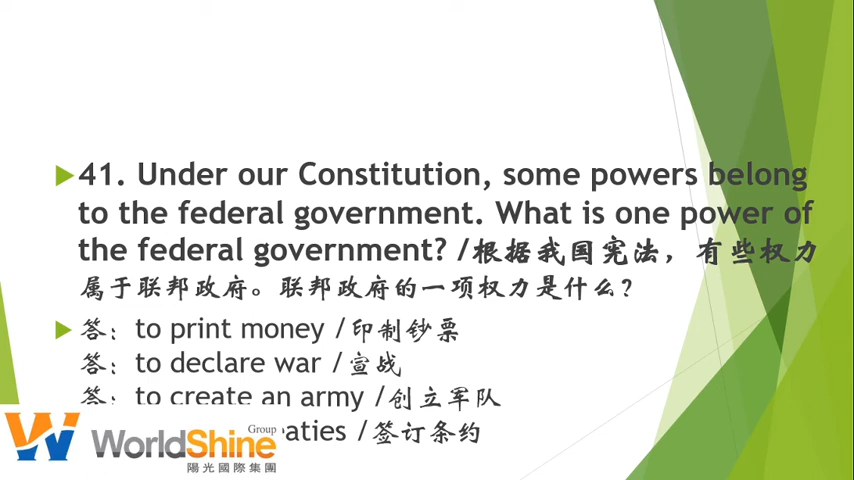 41. Under our Constitution, some powers belong
to the federal government. What is one power of
the federal government? /根据我国宪法，有些权力
属于联邦政府。联邦政府的一项权力是什么?
答：to print money /印制钞票
答：to declare war /宣战
答：to create an army /创立军队
aties /签订条约
WorldShine Group
陽光國際集團